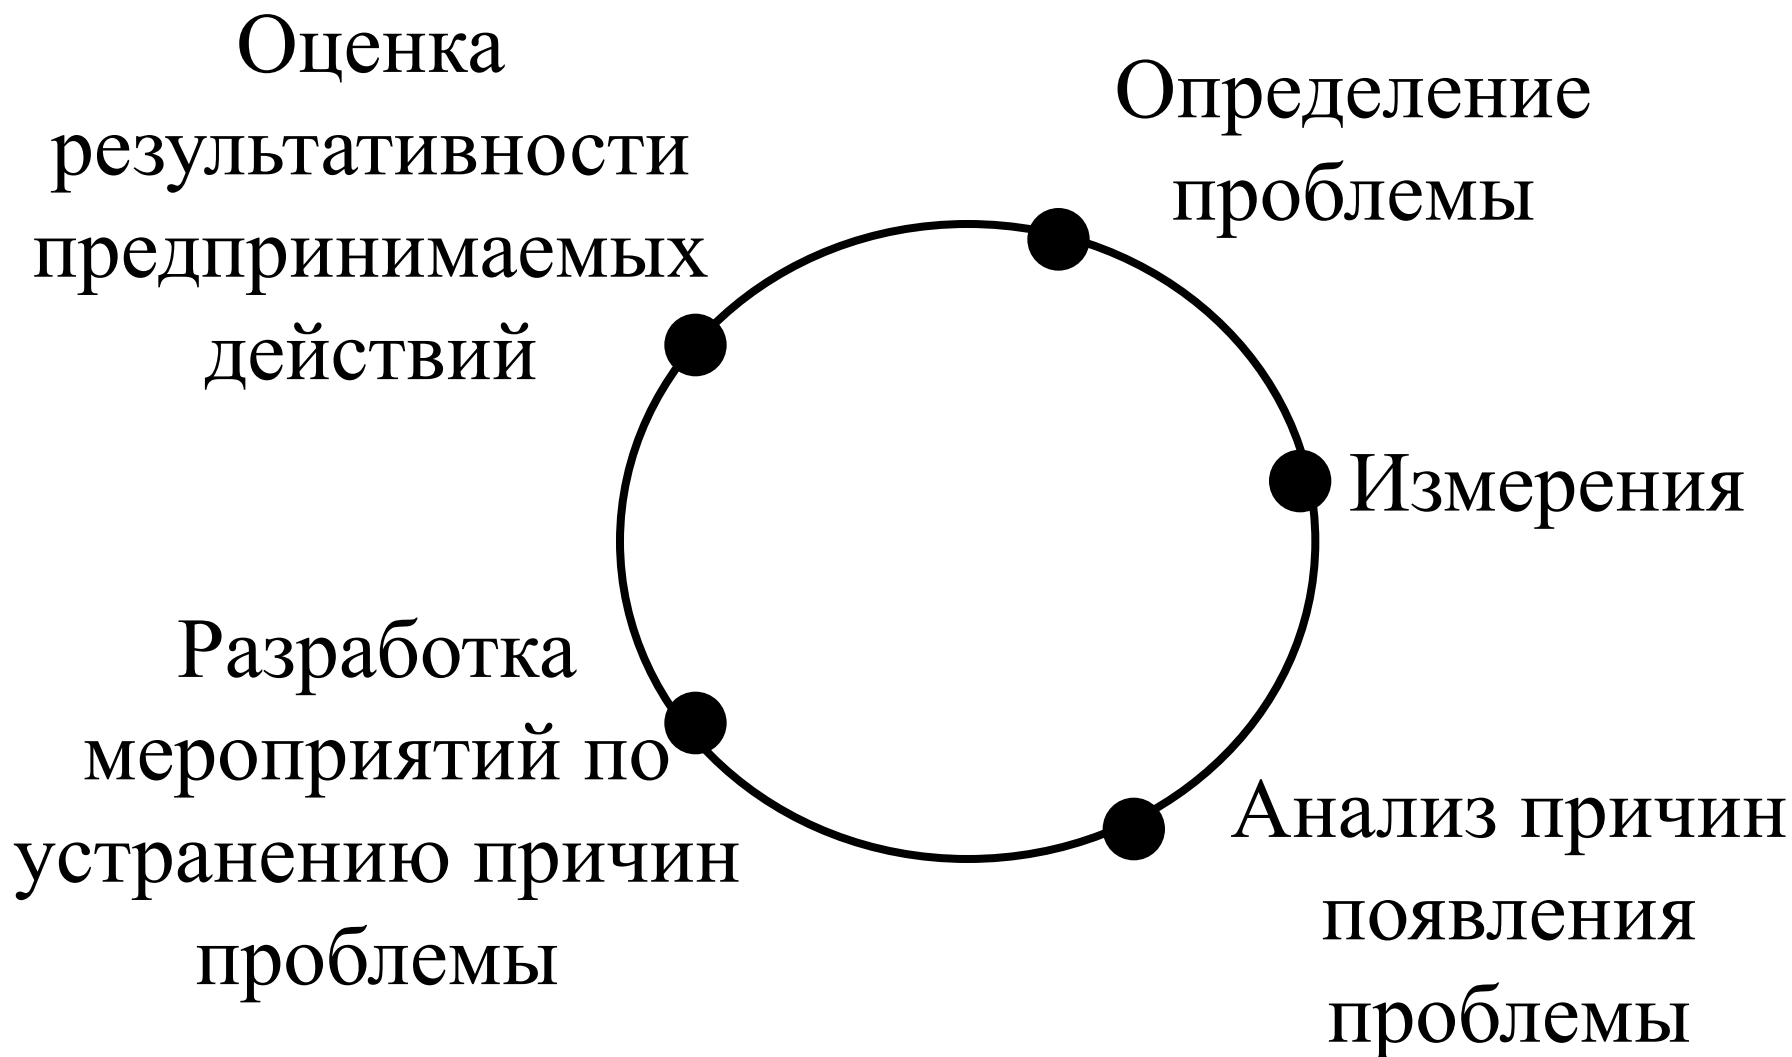 Оценка
результативности
предпринимаемых
действий
Определение
проблемы
Измерения
Разработка
мероприятий по
устранению причин
проблемы
Анализ причин
появления
проблемы